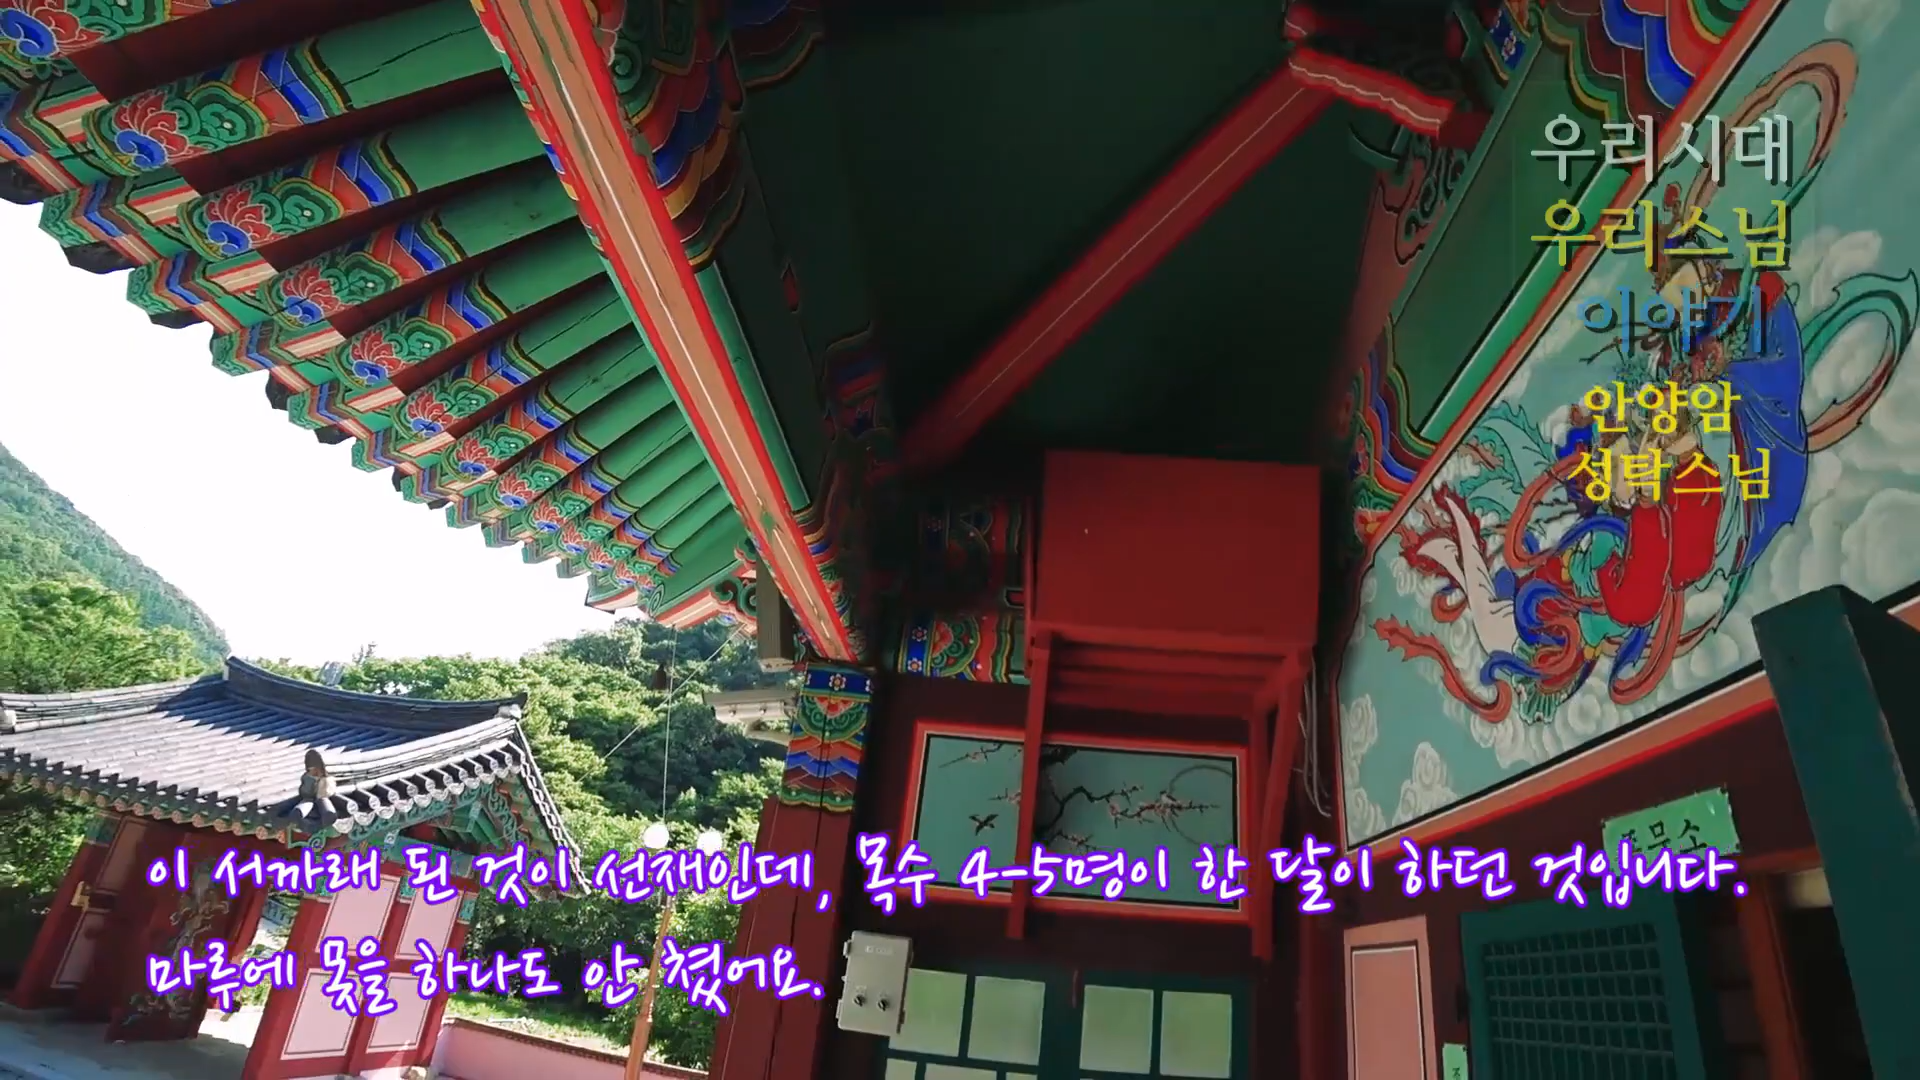 우리시대
우리스님
이야기
안양암
성탁스님
이 서까래 된 것이 선재인데, 목수 4-5명이 한 달이 하던 것입니다.
마루에 못을 하나도 안 쳤어요.